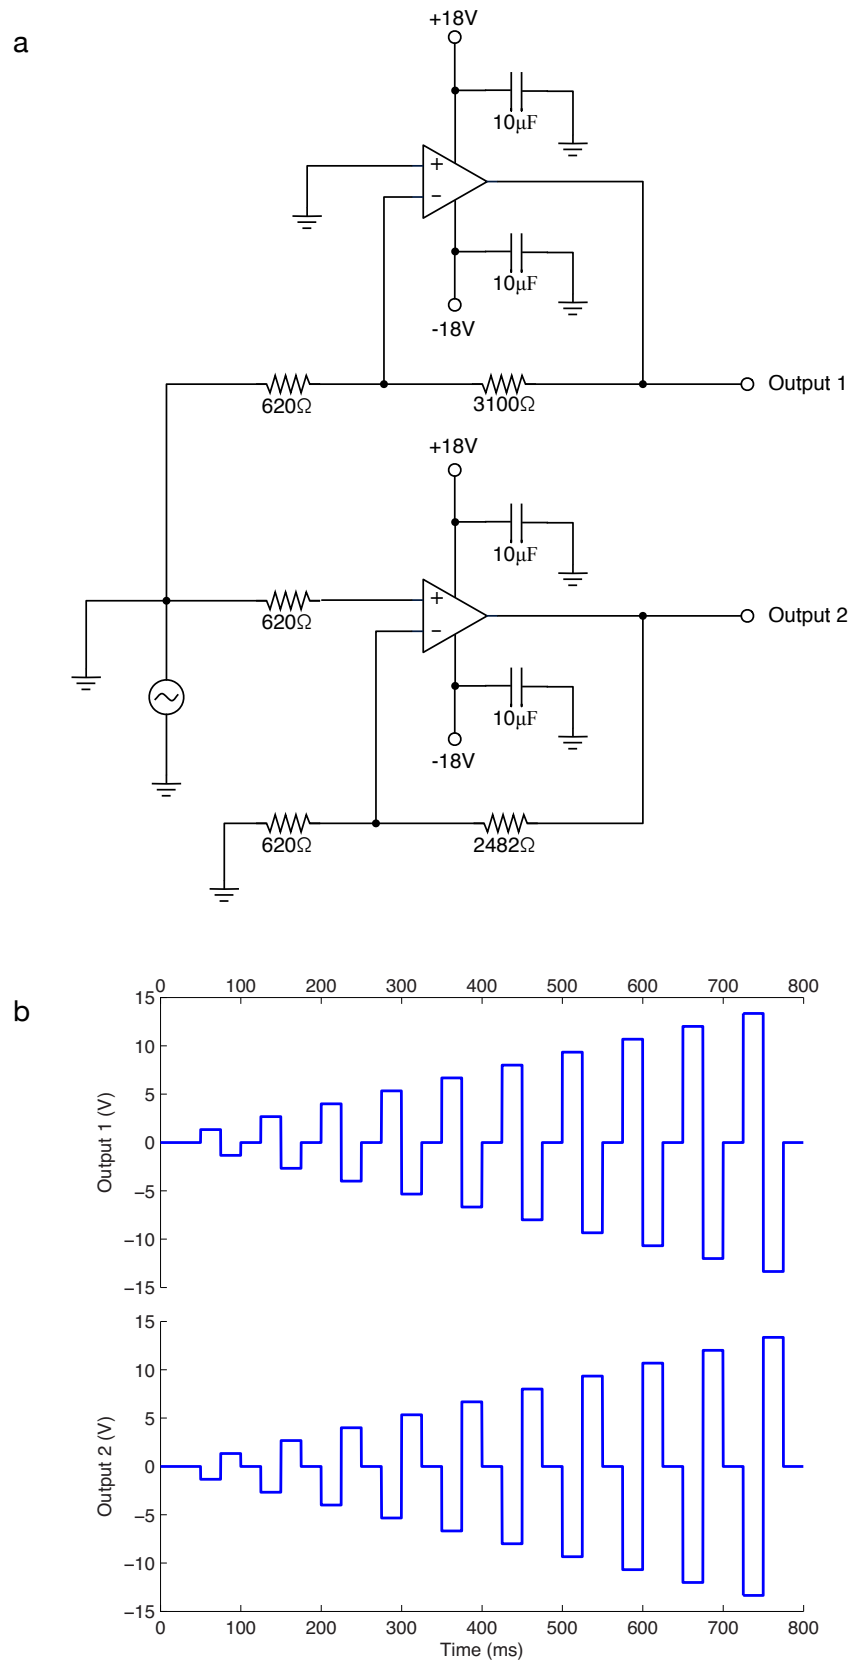 a
+18V
10μF
+
−
10μF
-18V
620Ω
3100Ω
Output 1
+18V
10μF
620Ω
+
−
Output 2
10μF
-18V
620Ω
2482Ω
b
0 100 200 300 400 500 600 700 800
15
10
5
0
−5
−10
−15
Output 1 (V)
15
10
5
0
−5
−10
−15
Output 2 (V)
0 100 200 300 400 500 600 700 800
Time (ms)